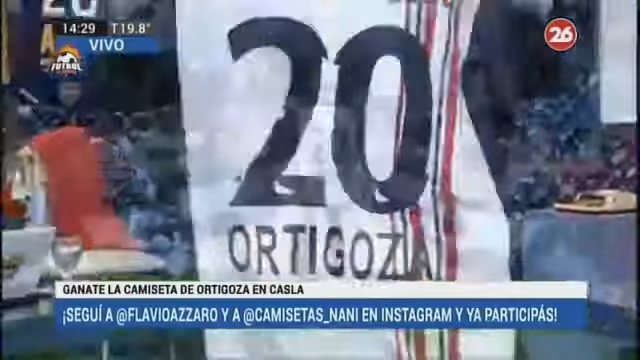 20
14:29 T19.8°
VIVO
FUTBOL
26
20
ORTIGOZA
GANATE LA CAMISETA DE ORTIGOZA EN CASLA
¡SEGUÍ A @FLAVIOAZZARO Y A @CAMISETAS_NANI EN INSTAGRAM Y YA PARTICIPÁS!